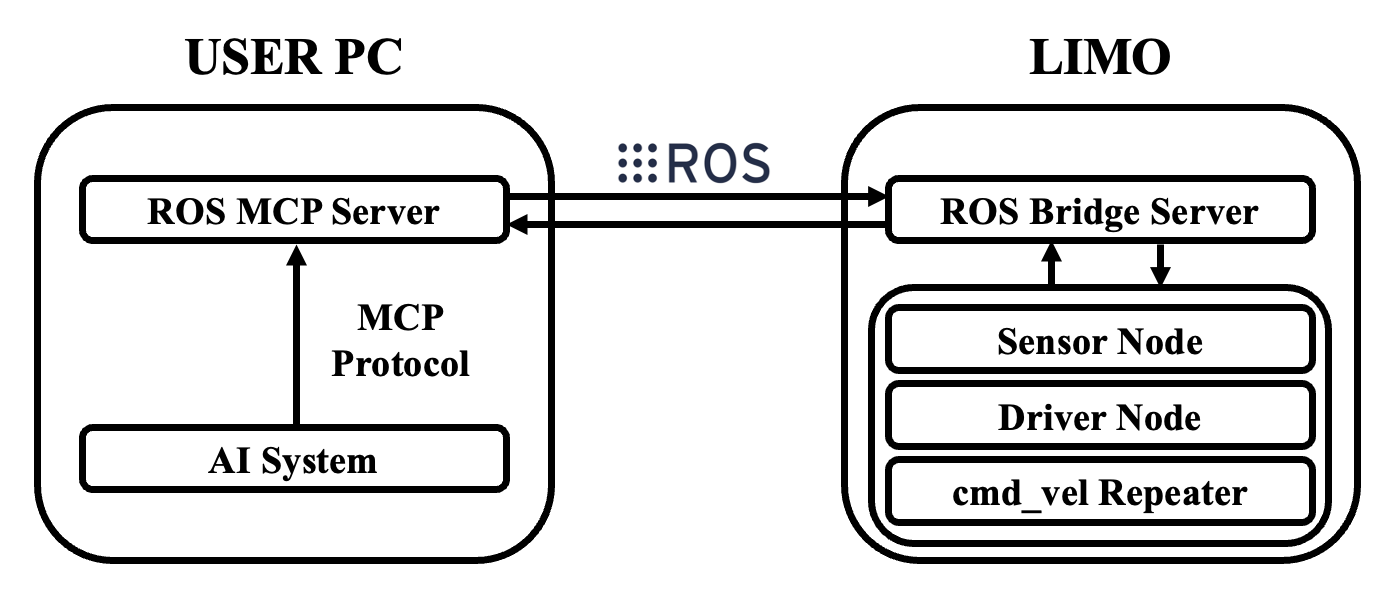 USER PC
LIMO
ROS
ROS MCP Server
ROS Bridge Server
MCP
Protocol
Sensor Node
Driver Node
AI System
cmd_vel Repeater